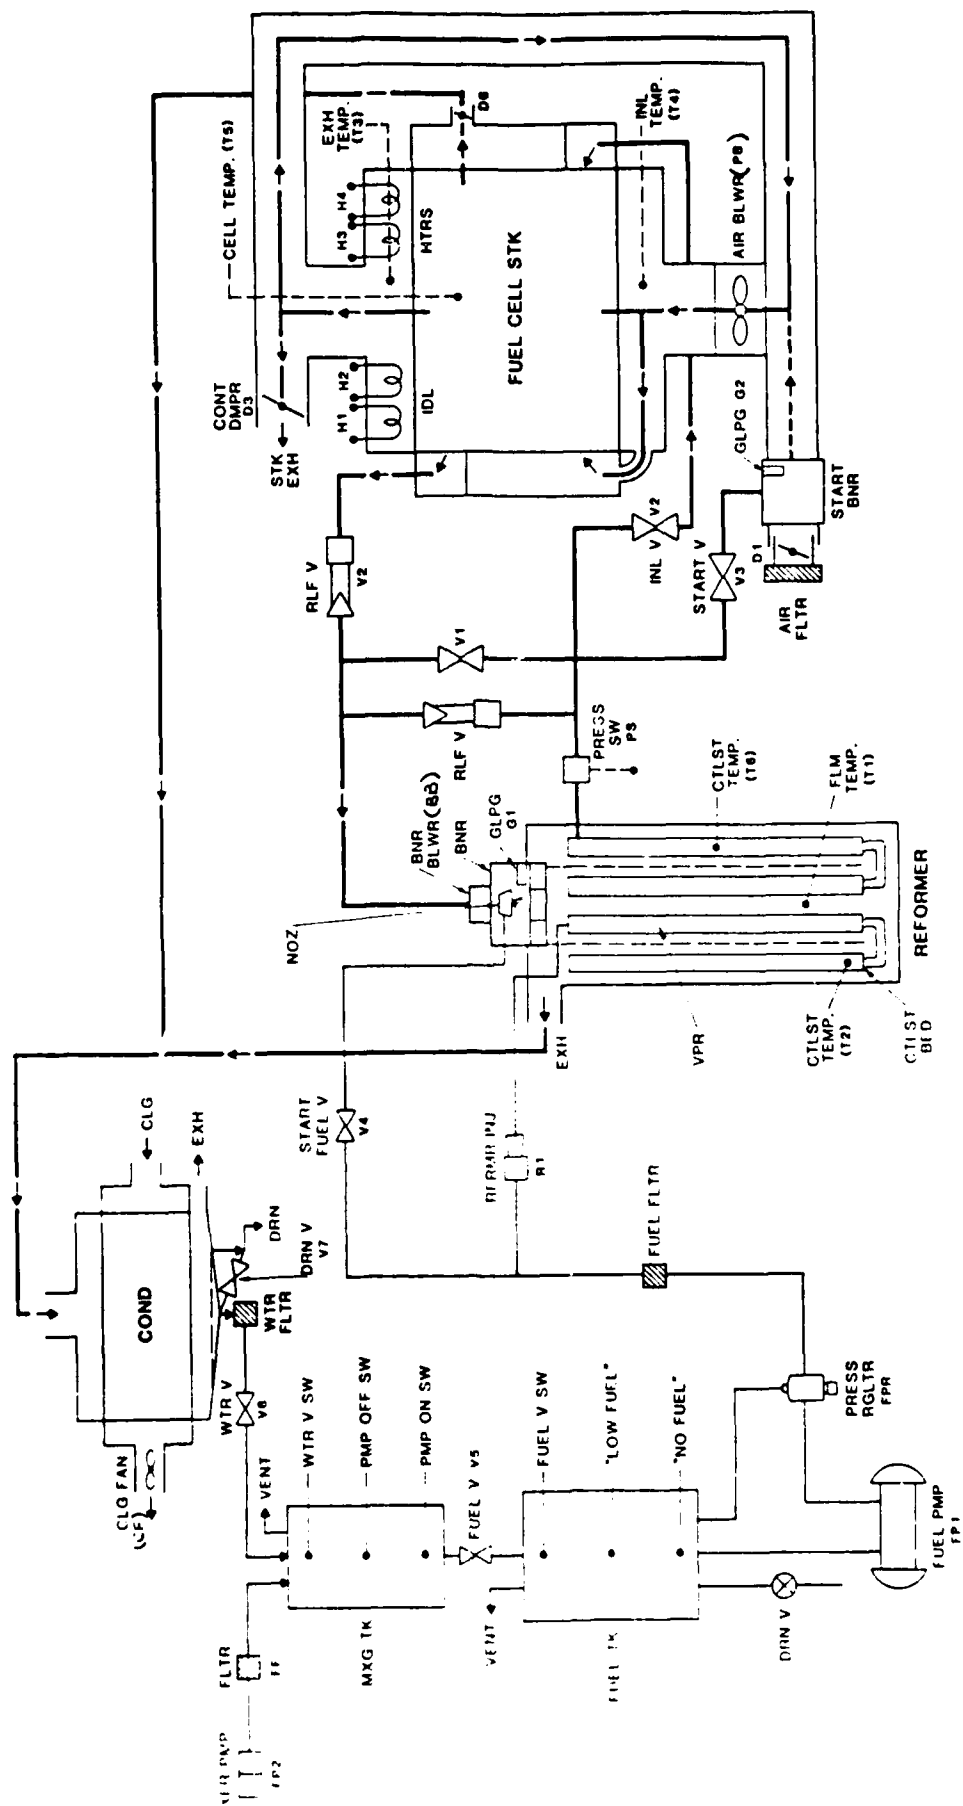 CELL TEMP. (T5)
CONT
DMPR
D3
STK
EXH
EXH
TEMP.
(T3)
H1
H2
H3
H4
HTRS
IDL
D6
INL
TEMP.
(T4)
FUEL CELL STK
AIR BLWR (PB)
GLPG G2
START
BNR
D1
AIR
FLTR
START V
V3
INL V
V2
RLF V
V2
V1
RLF V
PRESS
SW
PS
BNR
/BLWR (BB)
BNR
GLPG
G1
NOZ
CTLST
TEMP.
(T6)
FLM
TEMP.
(T1)
REFORMER
EXH
VPR
CTLST
TEMP.
(T2)
CTLST
BED
CLG
EXH
COND
DRN
DRN V
V7
WTR
FLTR
WTR V
V6
CLG FAN
(CF)
START
FUEL V
V4
RFRMR INJ
R1
FUEL FLTR
PRESS
RGLTR
FPR
FUEL PMP
FP1
VENT
WTR V SW
PMP OFF SW
PMP ON SW
MXG TK
FUEL V V5
FUEL V SW
"LOW FUEL"
"NO FUEL"
VENT
FUEL TK
DRN V
FLTR
FF
PMP
FP2